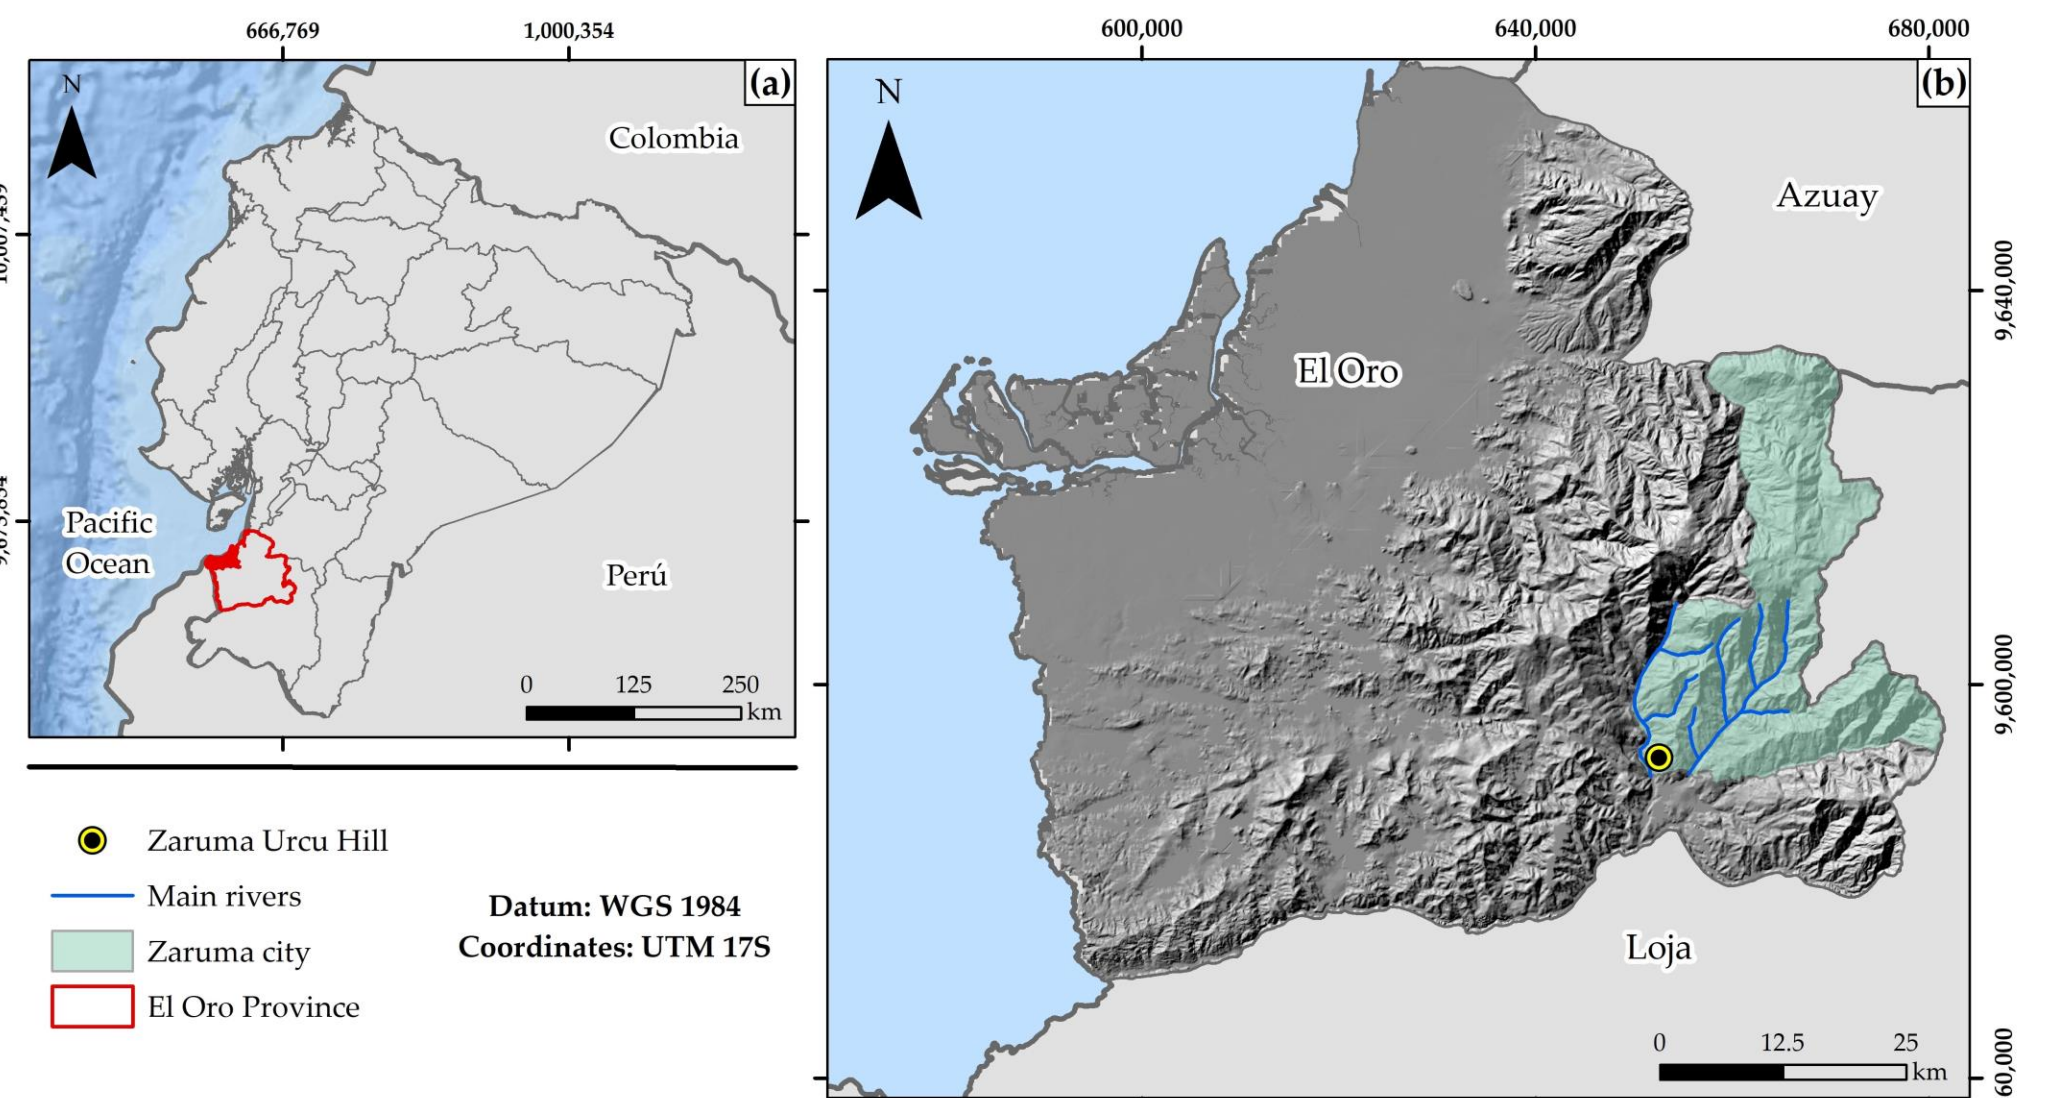 666,769
1,000,354
(a)
N
Colombia
Pacific
Ocean
Perú
0 125 250
km
Zaruma Urcu Hill
Main rivers
Zaruma city
El Oro Province
Datum: WGS 1984
Coordinates: UTM 17S
600,000
640,000
680,000
(b)
N
Azuay
El Oro
Loja
9,640,000
9,600,000
60,000
0 12.5 25
km